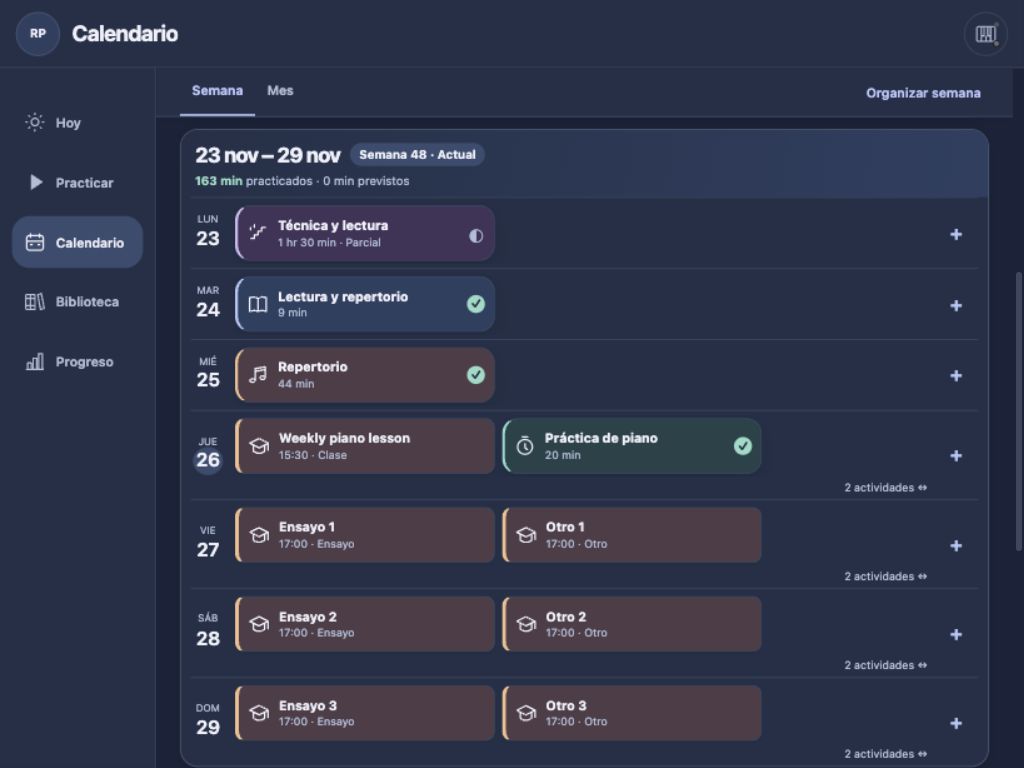 RP
Calendario
Hoy
Practicar
Calendario
Biblioteca
Progreso
Semana
Mes
Organizar semana
23 nov – 29 nov
Semana 48 · Actual
163 min practicados · 0 min previstos
LUN
23
Técnica y lectura
1 hr 30 min · Parcial
+
MAR
24
Lectura y repertorio
9 min
+
MIÉ
25
Repertorio
44 min
+
JUE
26
Weekly piano lesson
15:30 · Clase
Práctica de piano
20 min
+
2 actividades ⇔
VIE
27
Ensayo 1
17:00 · Ensayo
Otro 1
17:00 · Otro
+
2 actividades ⇔
SÁB
28
Ensayo 2
17:00 · Ensayo
Otro 2
17:00 · Otro
+
2 actividades ⇔
DOM
29
Ensayo 3
17:00 · Ensayo
Otro 3
17:00 · Otro
+
2 actividades ⇔